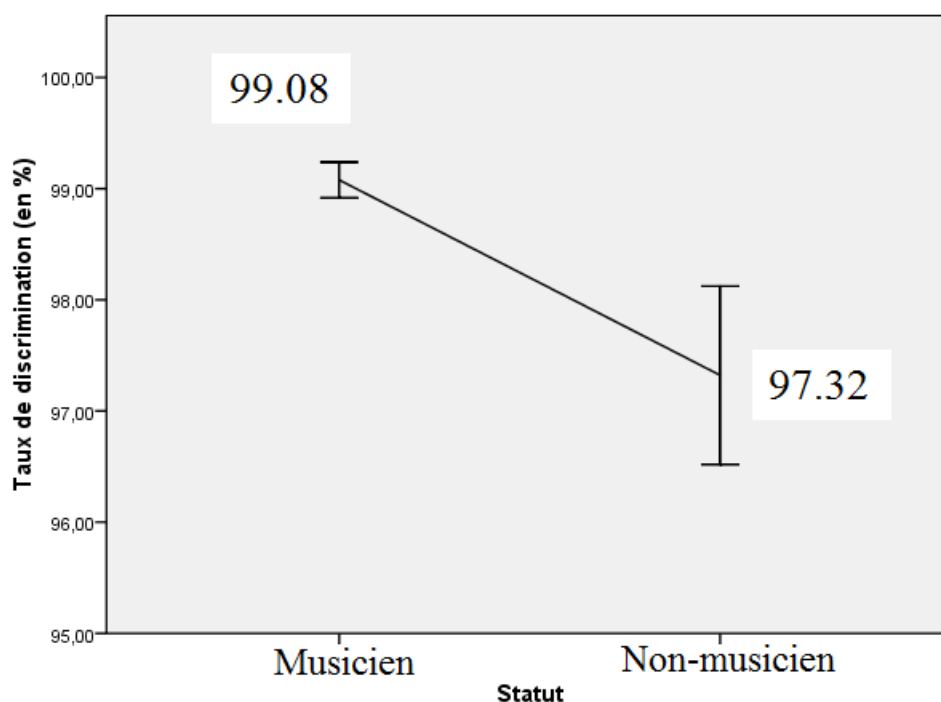 100,00
99.08
Taux de discrimination (en %)
99,00
98,00
97.32
97,00
96,00
95,00
Musicien
Non-musicien
Statut